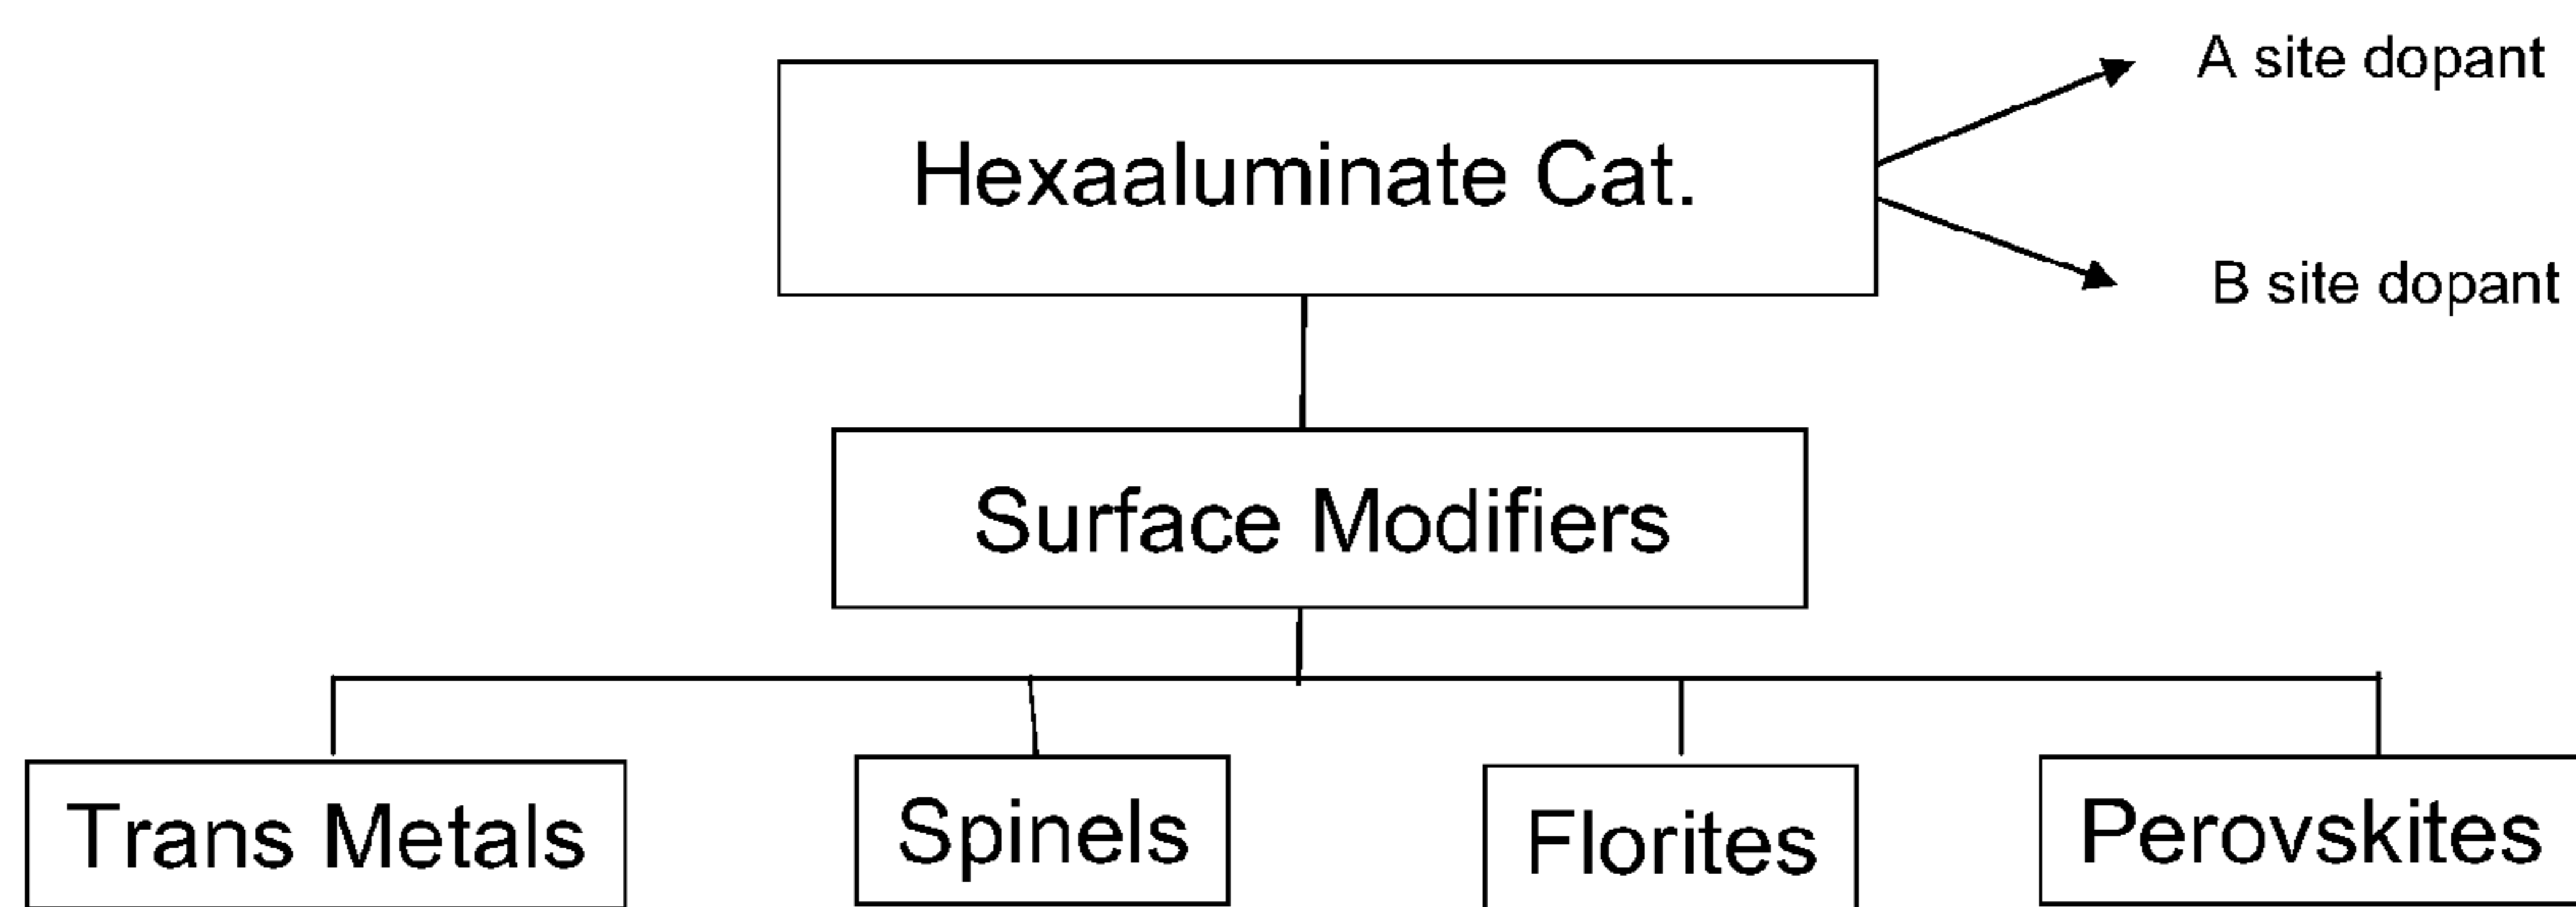 A site dopant
Hexaaluminate Cat.
B site dopant
Surface Modifiers
Trans Metals
Spinels
Florites
Perovskites